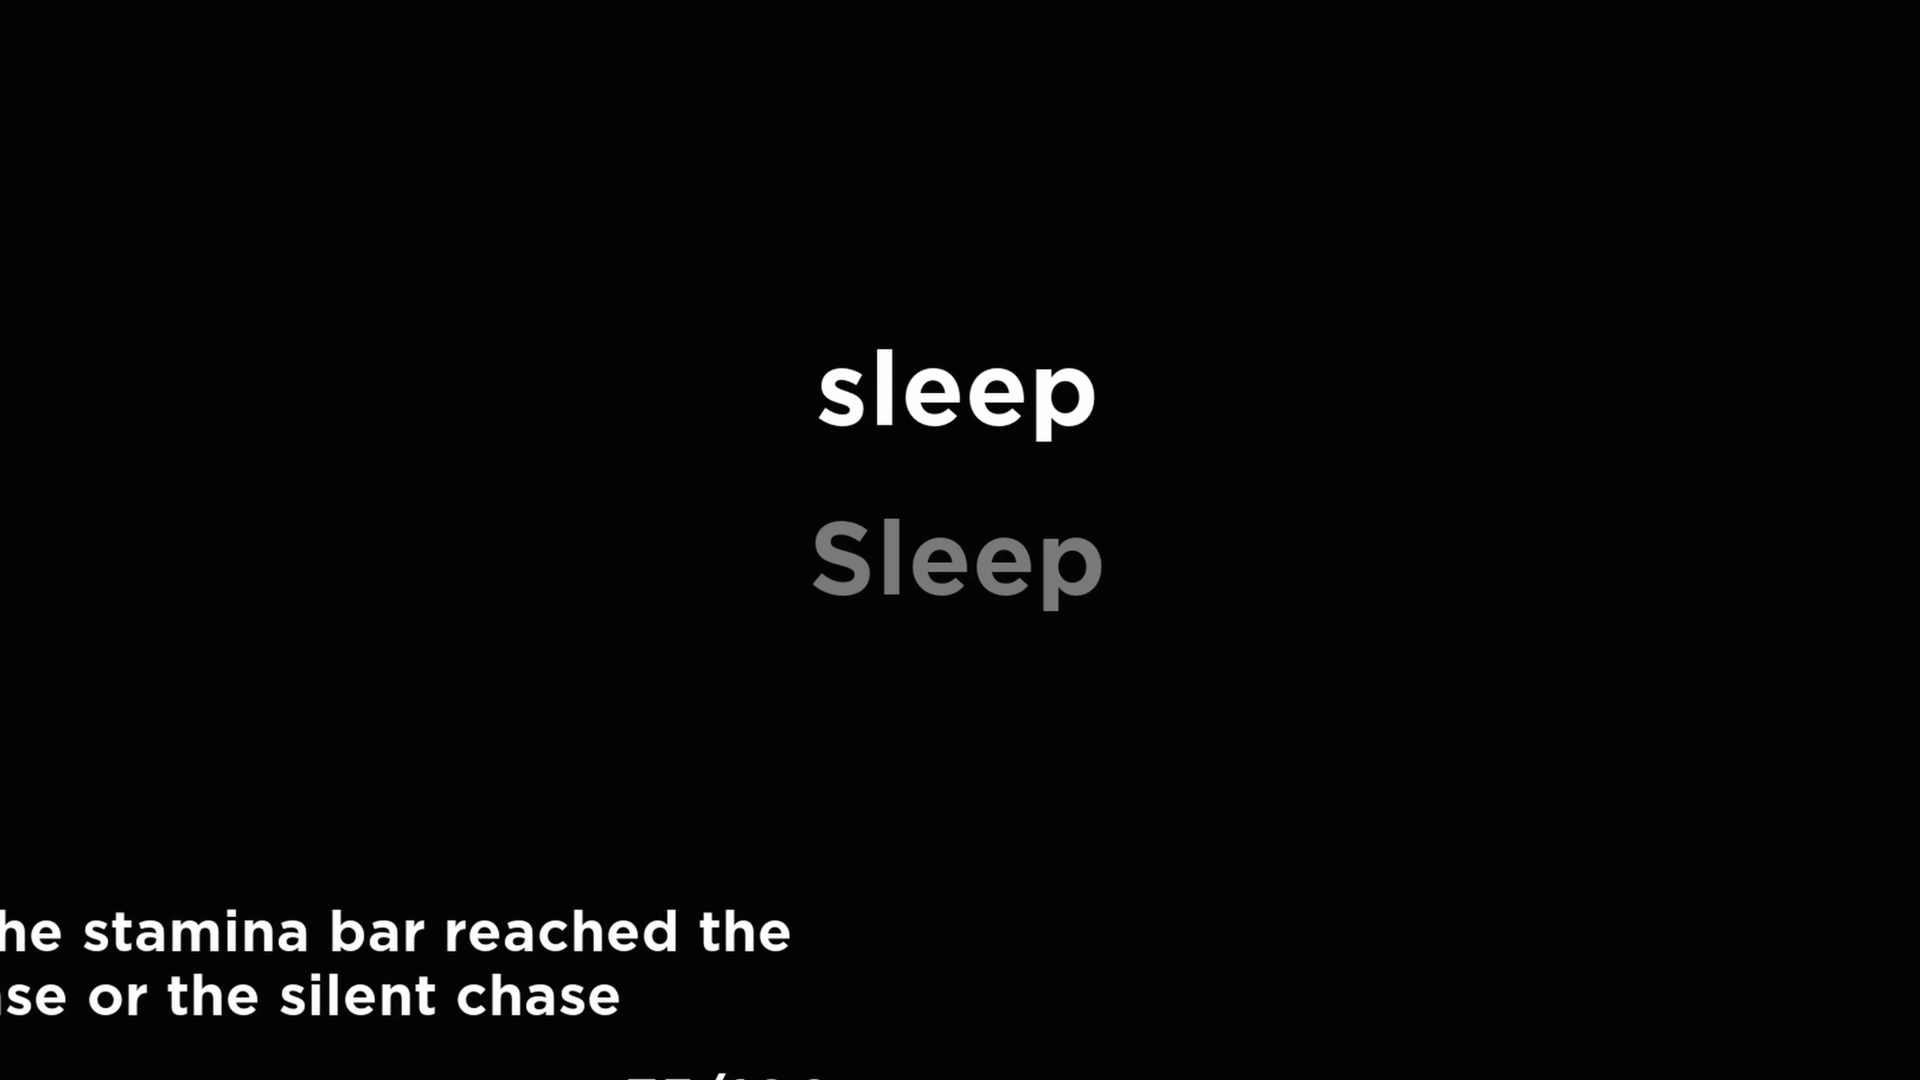 sleep
Sleep
he stamina bar reached the
se or the silent chase